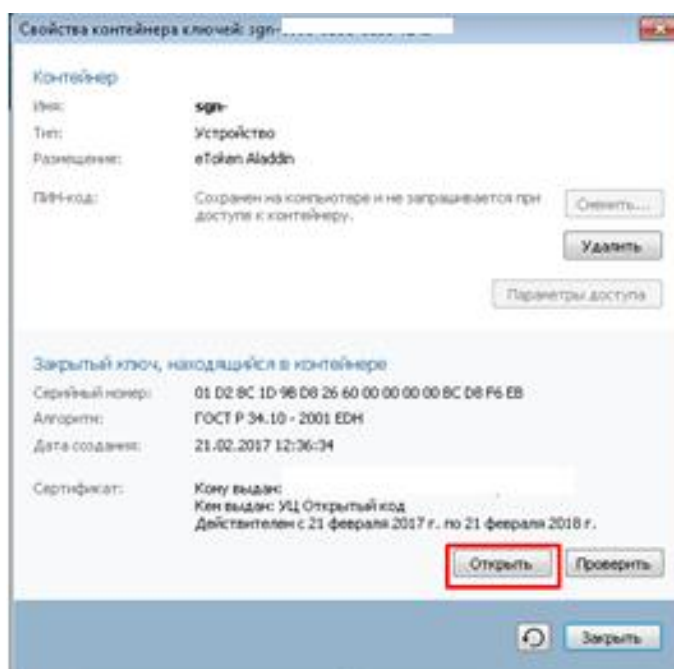 Свойства контейнера ключей: sgn-
Контейнер
Имя: sgn-
Тип: Устройство
Размещение: eToken Aladdin
ПИН-код: Сохранен на компьютере и не запрашивается при
доступе к контейнеру.
Сменить...
Удалить
Параметры доступа
Закрытый ключ, находящийся в контейнере
Серийный номер: 01 D2 8C 1D 9B D8 26 60 00 00 00 00 8C D8 F6 EB
Алгоритм: ГОСТ Р 34.10 - 2001 EDH
Дата создания: 21.02.2017 12:36:34
Сертификат: Кому выдан:
Кем выдан: УЦ Открытый код
Действителен с 21 февраля 2017 г. по 21 февраля 2018 г.
Открыть Проверить
Закрыть